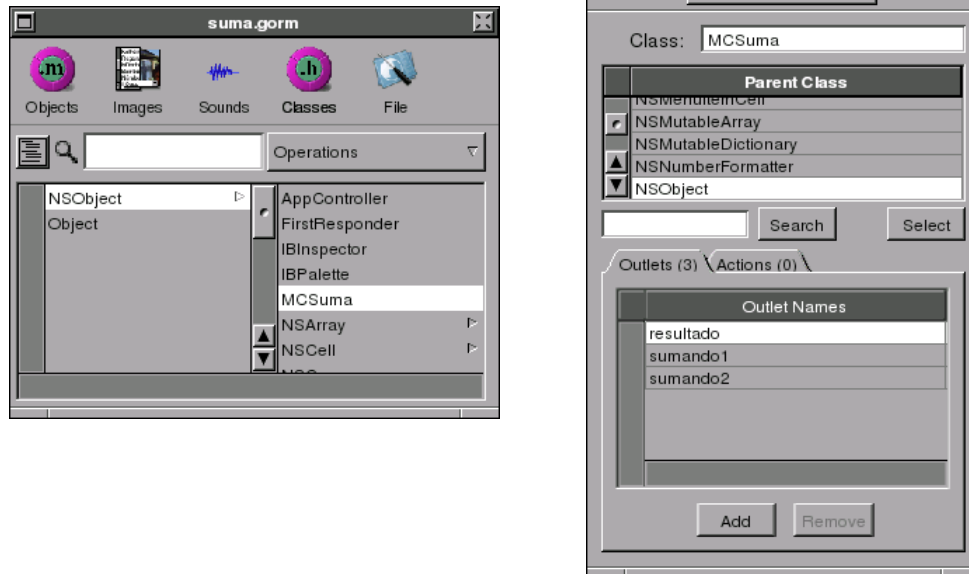 suma.gorm
.m
.h
Objects
Images
Sounds
Classes
File
Operations
NSObject
Object
AppController
FirstResponder
IBInspector
IBPalette
MCSuma
NSArray
NSCell
Class: MCSuma
Parent Class
NSMenuItemCell
NSMutableArray
NSMutableDictionary
NSNumberFormatter
NSObject
Search
Select
Outlets (3)
Actions (0)
Outlet Names
resultado
sumando1
sumando2
Add
Remove